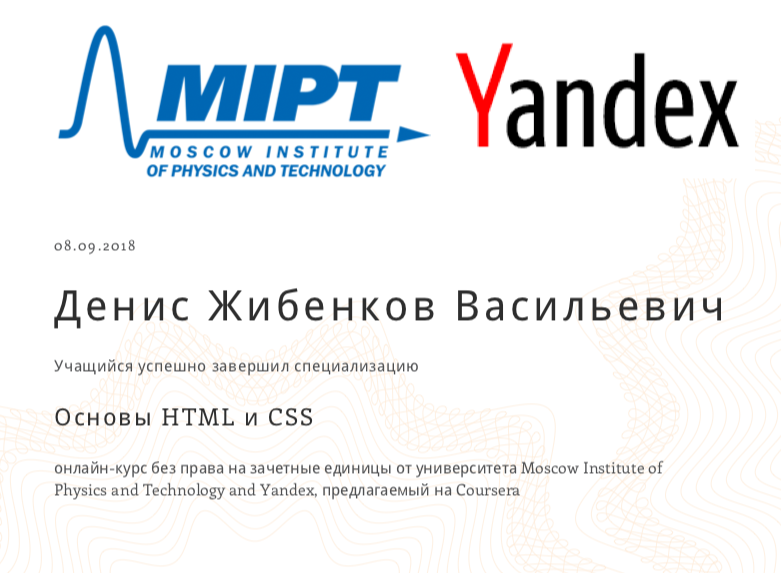 MIPT
MOSCOW INSTITUTE
OF PHYSICS AND TECHNOLOGY
Yandex
08.09.2018
Денис Жибенков Васильевич
Учащийся успешно завершил специализацию
Основы HTML и CSS
онлайн-курс без права на зачетные единицы от университета Moscow Institute of
Physics and Technology and Yandex, предлагаемый на Coursera